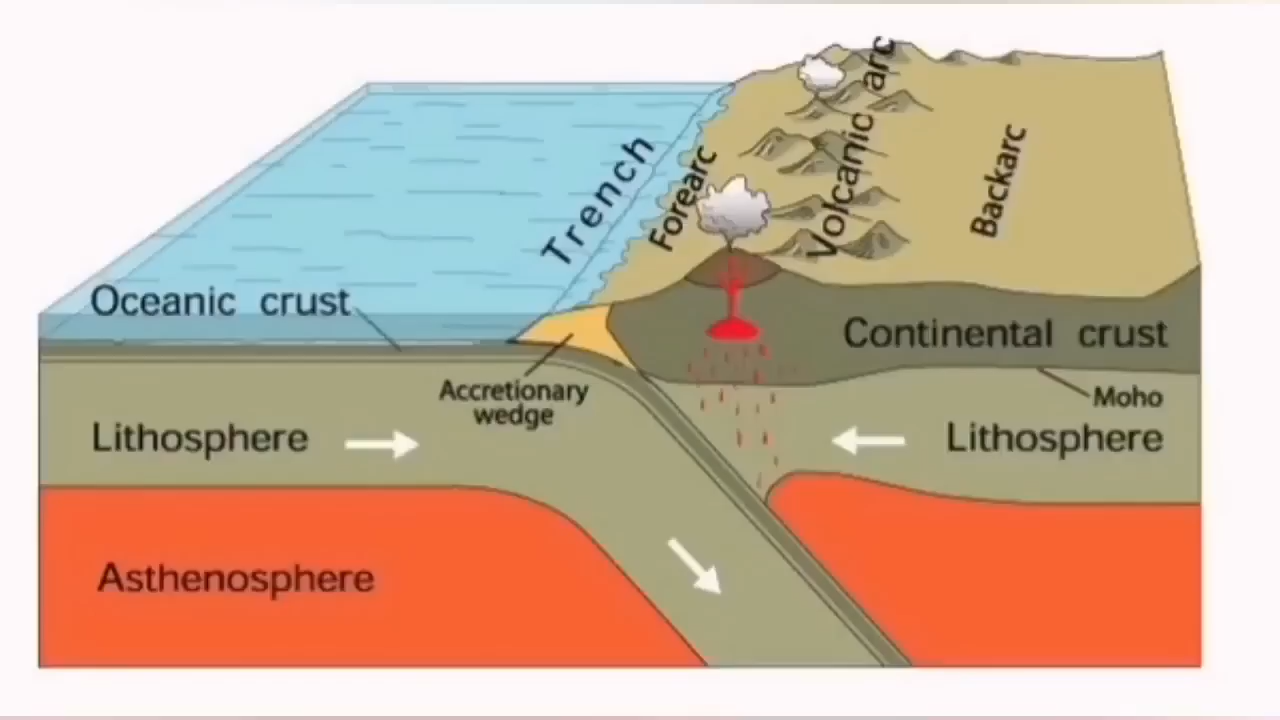 Trench
Forearc
Volcanic arc
Backarc
Oceanic crust
Continental crust
Accretionary
wedge
Moho
Lithosphere
Lithosphere
Asthenosphere